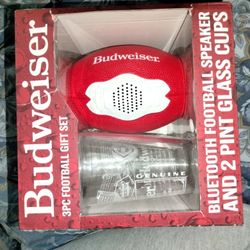 Budweiser
3PC FOOTBALL GIFT SET
Budweiser
GENUINE
BLUETOOTH FOOTBALL SPEAKER
AND 2 PINT GLASS CUPS